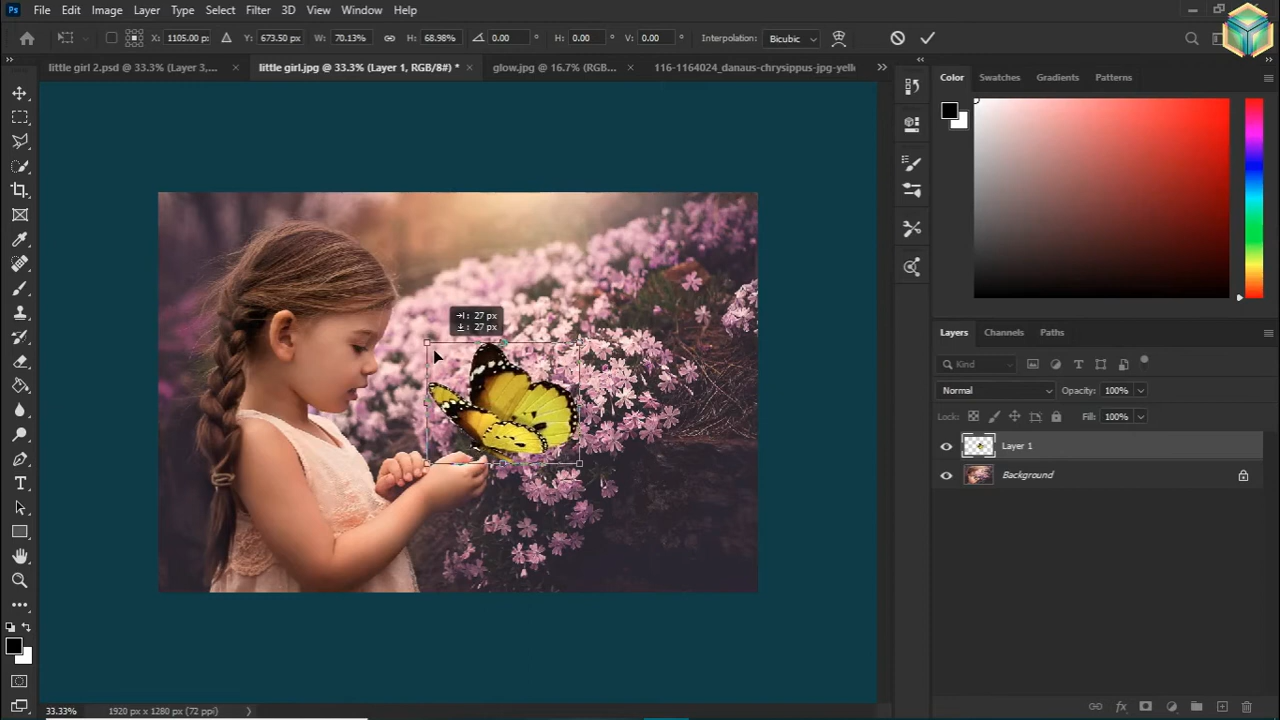 Ps File Edit Image Layer Type Select Filter 3D View Window Help
X: 1105.00 px Y: 673.50 px W: 70.13% H: 68.98% 0.00 ° H: 0.00 ° V: 0.00 ° Interpolation: Bicubic
little girl 2.psd @ 33.3% (Layer 3,... × little girl.jpg @ 33.3% (Layer 1, RGB/8#) * × glow.jpg @ 16.7% (RGB... × 116-1164024_danaus-chrysippus-jpg-yelle
Color Swatches Gradients Patterns
27 px
27 px
Layers Channels Paths
Kind
Normal Opacity: 100%
Lock: Fill: 100%
Layer 1
Background
33.33% 1920 px x 1280 px (72 ppi)